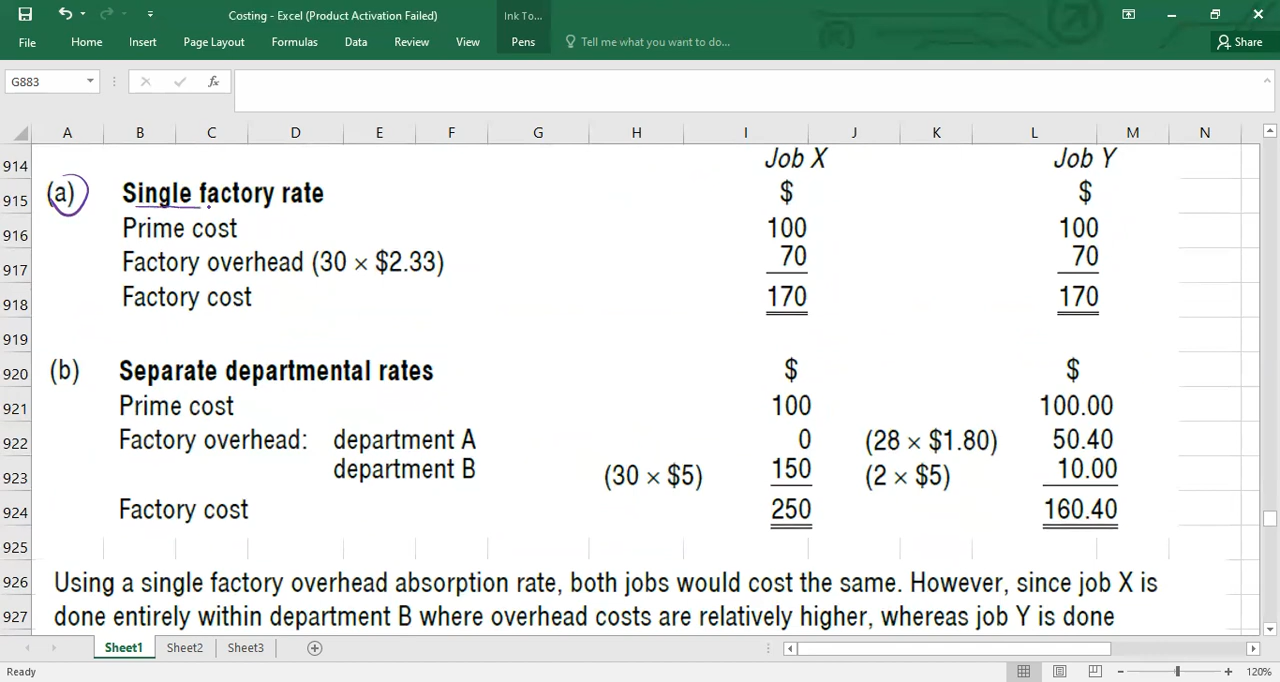 Costing - Excel (Product Activation Failed)
Ink To...
File Home Insert Page Layout Formulas Data Review View Pens Tell me what you want to do... Share
G883 fx
A B C D E F G H I J K L M N
914 Job X Job Y
915 (a) Single factory rate $ $
916 Prime cost 100 100
917 Factory overhead (30 × $2.33) 70 70
918 Factory cost 170 170
919
920 (b) Separate departmental rates $ $
921 Prime cost 100 100.00
922 Factory overhead: department A 0 (28 × $1.80) 50.40
923 department B (30 × $5) 150 (2 × $5) 10.00
924 Factory cost 250 160.40
925
926 Using a single factory overhead absorption rate, both jobs would cost the same. However, since job X is
927 done entirely within department B where overhead costs are relatively higher, whereas job Y is done
Sheet1 Sheet2 Sheet3
Ready 120%